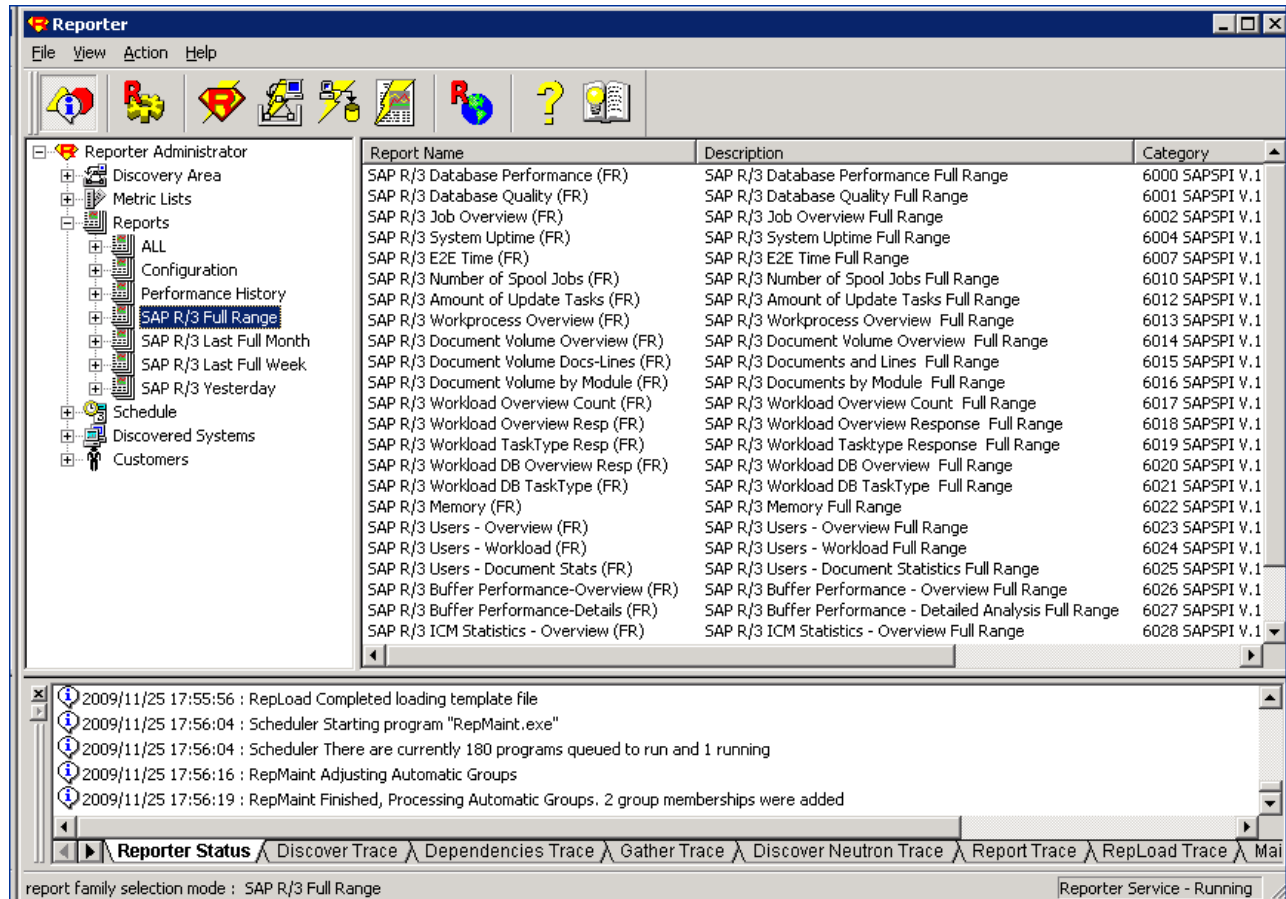 Reporter
File View Action Help
Reporter Administrator
Discovery Area
Metric Lists
Reports
ALL
Configuration
Performance History
SAP R/3 Full Range
SAP R/3 Last Full Month
SAP R/3 Last Full Week
SAP R/3 Yesterday
Schedule
Discovered Systems
Customers
Report Name Description Category
SAP R/3 Database Performance (FR) SAP R/3 Database Performance Full Range 6000 SAPSPI V.1
SAP R/3 Database Quality (FR) SAP R/3 Database Quality Full Range 6001 SAPSPI V.1
SAP R/3 Job Overview (FR) SAP R/3 Job Overview Full Range 6002 SAPSPI V.1
SAP R/3 System Uptime (FR) SAP R/3 System Uptime Full Range 6004 SAPSPI V.1
SAP R/3 E2E Time (FR) SAP R/3 E2E Time Full Range 6007 SAPSPI V.1
SAP R/3 Number of Spool Jobs (FR) SAP R/3 Number of Spool Jobs Full Range 6010 SAPSPI V.1
SAP R/3 Amount of Update Tasks (FR) SAP R/3 Amount of Update Tasks Full Range 6012 SAPSPI V.1
SAP R/3 Workprocess Overview (FR) SAP R/3 Workprocess Overview Full Range 6013 SAPSPI V.1
SAP R/3 Document Volume Overview (FR) SAP R/3 Document Volume Overview Full Range 6014 SAPSPI V.1
SAP R/3 Document Volume Docs-Lines (FR) SAP R/3 Documents and Lines Full Range 6015 SAPSPI V.1
SAP R/3 Document Volume by Module (FR) SAP R/3 Documents by Module Full Range 6016 SAPSPI V.1
SAP R/3 Workload Overview Count (FR) SAP R/3 Workload Overview Count Full Range 6017 SAPSPI V.1
SAP R/3 Workload Overview Resp (FR) SAP R/3 Workload Overview Response Full Range 6018 SAPSPI V.1
SAP R/3 Workload TaskType Resp (FR) SAP R/3 Workload Tasktype Response Full Range 6019 SAPSPI V.1
SAP R/3 Workload DB Overview Resp (FR) SAP R/3 Workload DB Overview Full Range 6020 SAPSPI V.1
SAP R/3 Workload DB TaskType (FR) SAP R/3 Workload DB TaskType Full Range 6021 SAPSPI V.1
SAP R/3 Memory (FR) SAP R/3 Memory Full Range 6022 SAPSPI V.1
SAP R/3 Users - Overview (FR) SAP R/3 Users - Overview Full Range 6023 SAPSPI V.1
SAP R/3 Users - Workload (FR) SAP R/3 Users - Workload Full Range 6024 SAPSPI V.1
SAP R/3 Users - Document Stats (FR) SAP R/3 Users - Document Statistics Full Range 6025 SAPSPI V.1
SAP R/3 Buffer Performance-Overview (FR) SAP R/3 Buffer Performance - Overview Full Range 6026 SAPSPI V.1
SAP R/3 Buffer Performance-Details (FR) SAP R/3 Buffer Performance - Detailed Analysis Full Range 6027 SAPSPI V.1
SAP R/3 ICM Statistics - Overview (FR) SAP R/3 ICM Statistics - Overview Full Range 6028 SAPSPI V.1
2009/11/25 17:55:56 : RepLoad Completed loading template file
2009/11/25 17:56:04 : Scheduler Starting program "RepMaint.exe"
2009/11/25 17:56:04 : Scheduler There are currently 180 programs queued to run and 1 running
2009/11/25 17:56:16 : RepMaint Adjusting Automatic Groups
2009/11/25 17:56:19 : RepMaint Finished, Processing Automatic Groups. 2 group memberships were added
Reporter Status Discover Trace Dependencies Trace Gather Trace Discover Neutron Trace Report Trace RepLoad Trace Mai
report family selection mode : SAP R/3 Full Range Reporter Service - Running